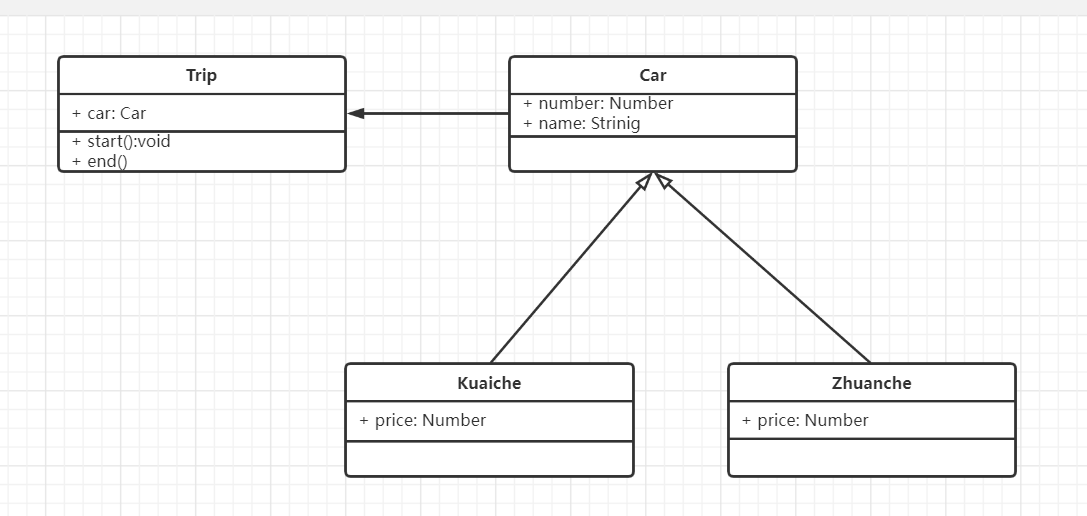 Trip
+ car: Car
+ start():void
+ end()
Car
+ number: Number
+ name: Strinig
Kuaiche
+ price: Number
Zhuanche
+ price: Number